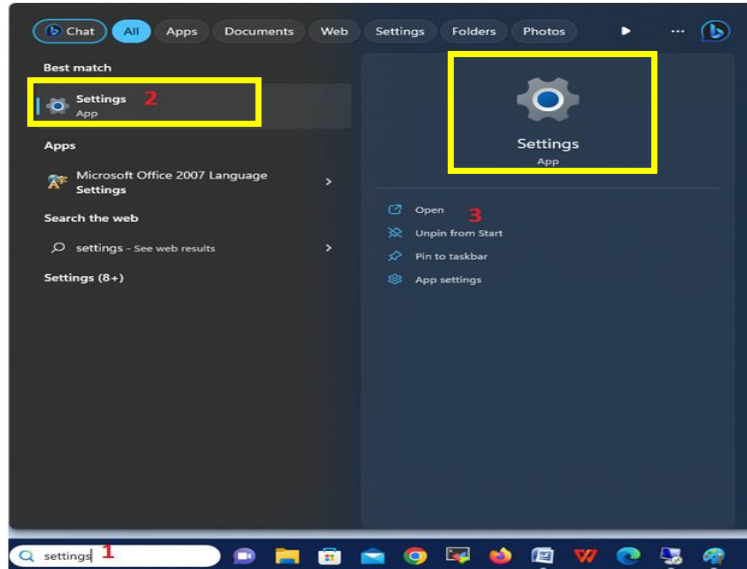 Chat All Apps Documents Web Settings Folders Photos ...
Best match
Settings 2
App
Apps
Microsoft Office 2007 Language
Settings
Search the web
settings - See web results
Settings (8+)
Settings
App
Open 3
Unpin from Start
Pin to taskbar
App settings
settings 1